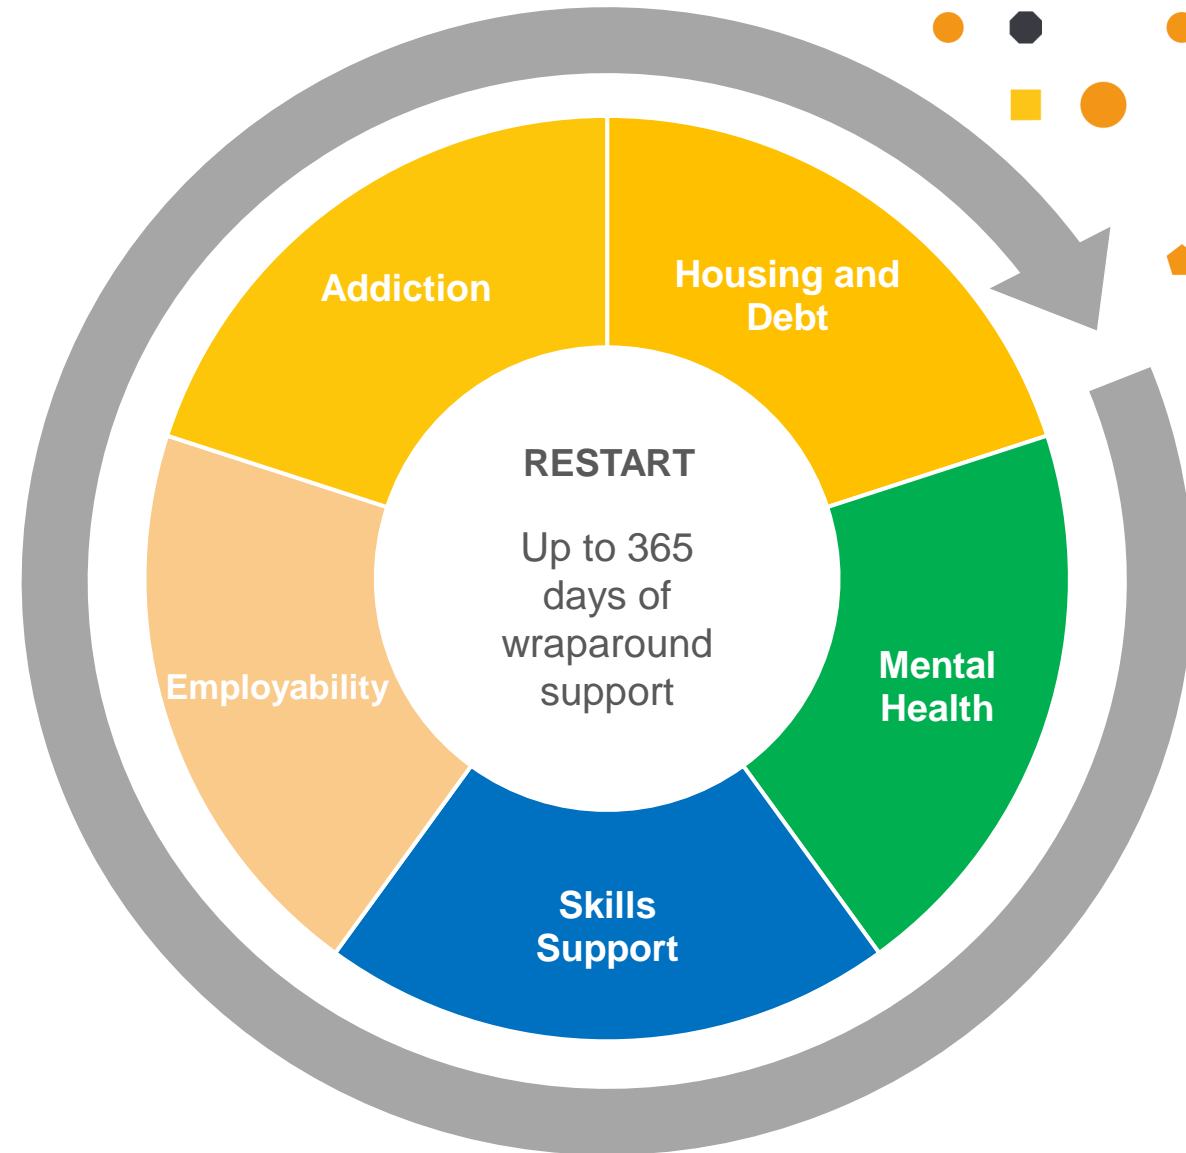 Addiction
Housing and
Debt
RESTART
Up to 365
days of
wraparound
support
Mental
Health
Employability
Skills
Support